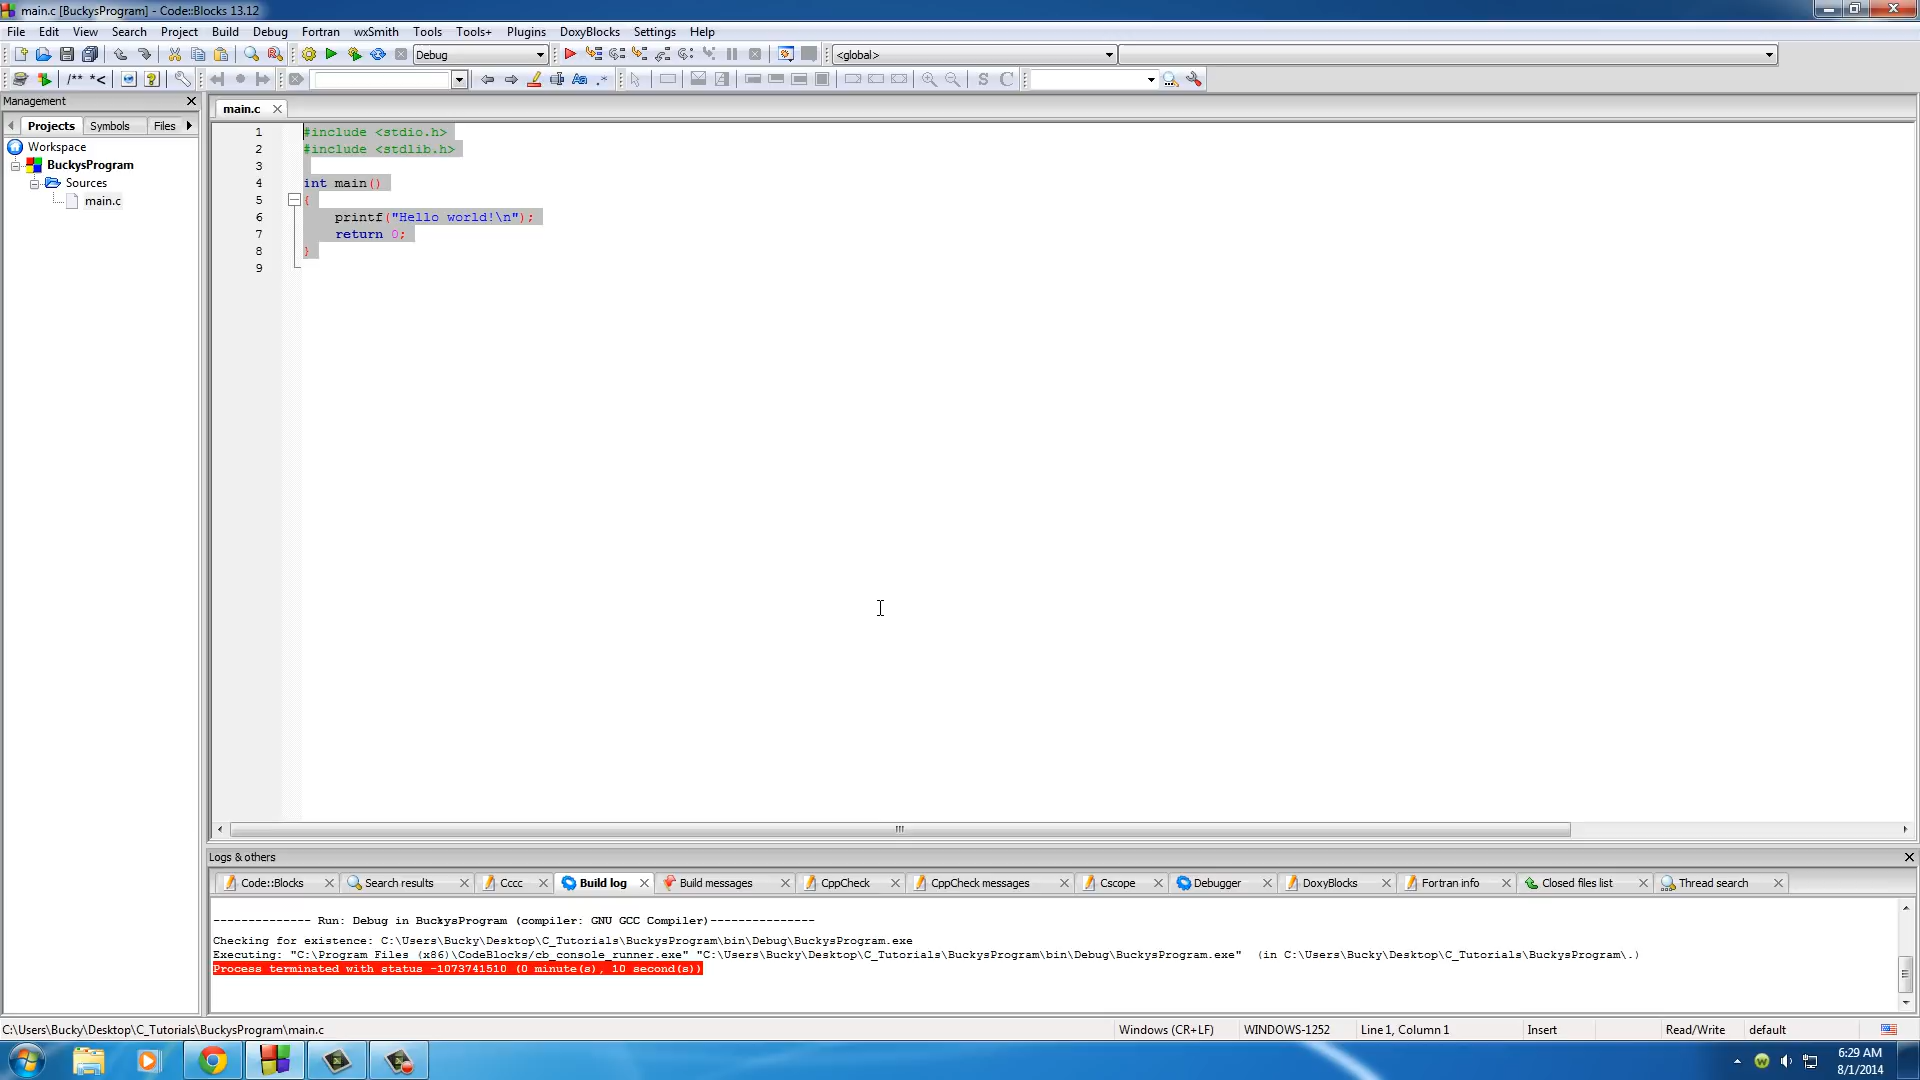 main.c [BuckysProgram] - Code::Blocks 13.12
File Edit View Search Project Build Debug Fortran wxSmith Tools Tools+ Plugins DoxyBlocks Settings Help
Debug <global>
/** *< Aa .* S C
Management
main.c
Projects Symbols Files
1 #include <stdio.h>
2 #include <stdlib.h>
3
4 int main()
5 {
6 printf("Hello world!\n");
7 return 0;
8 }
9
Workspace
BuckysProgram
Sources
main.c
Logs & others
Code::Blocks Search results Cccc Build log Build messages CppCheck CppCheck messages Cscope Debugger DoxyBlocks Fortran info Closed files list Thread search
-------------- Run: Debug in BuckysProgram (compiler: GNU GCC Compiler)---------------
Checking for existence: C:\Users\Bucky\Desktop\C_Tutorials\BuckysProgram\bin\Debug\BuckysProgram.exe
Executing: "C:\Program Files (x86)\CodeBlocks/cb_console_runner.exe" "C:\Users\Bucky\Desktop\C_Tutorials\BuckysProgram\bin\Debug\BuckysProgram.exe"  (in C:\Users\Bucky\Desktop\C_Tutorials\BuckysProgram\.)
Process terminated with status -1073741510 (0 minute(s), 10 second(s))
C:\Users\Bucky\Desktop\C_Tutorials\BuckysProgram\main.c Windows (CR+LF) WINDOWS-1252 Line 1, Column 1 Insert Read/Write default
6:29 AM
8/1/2014